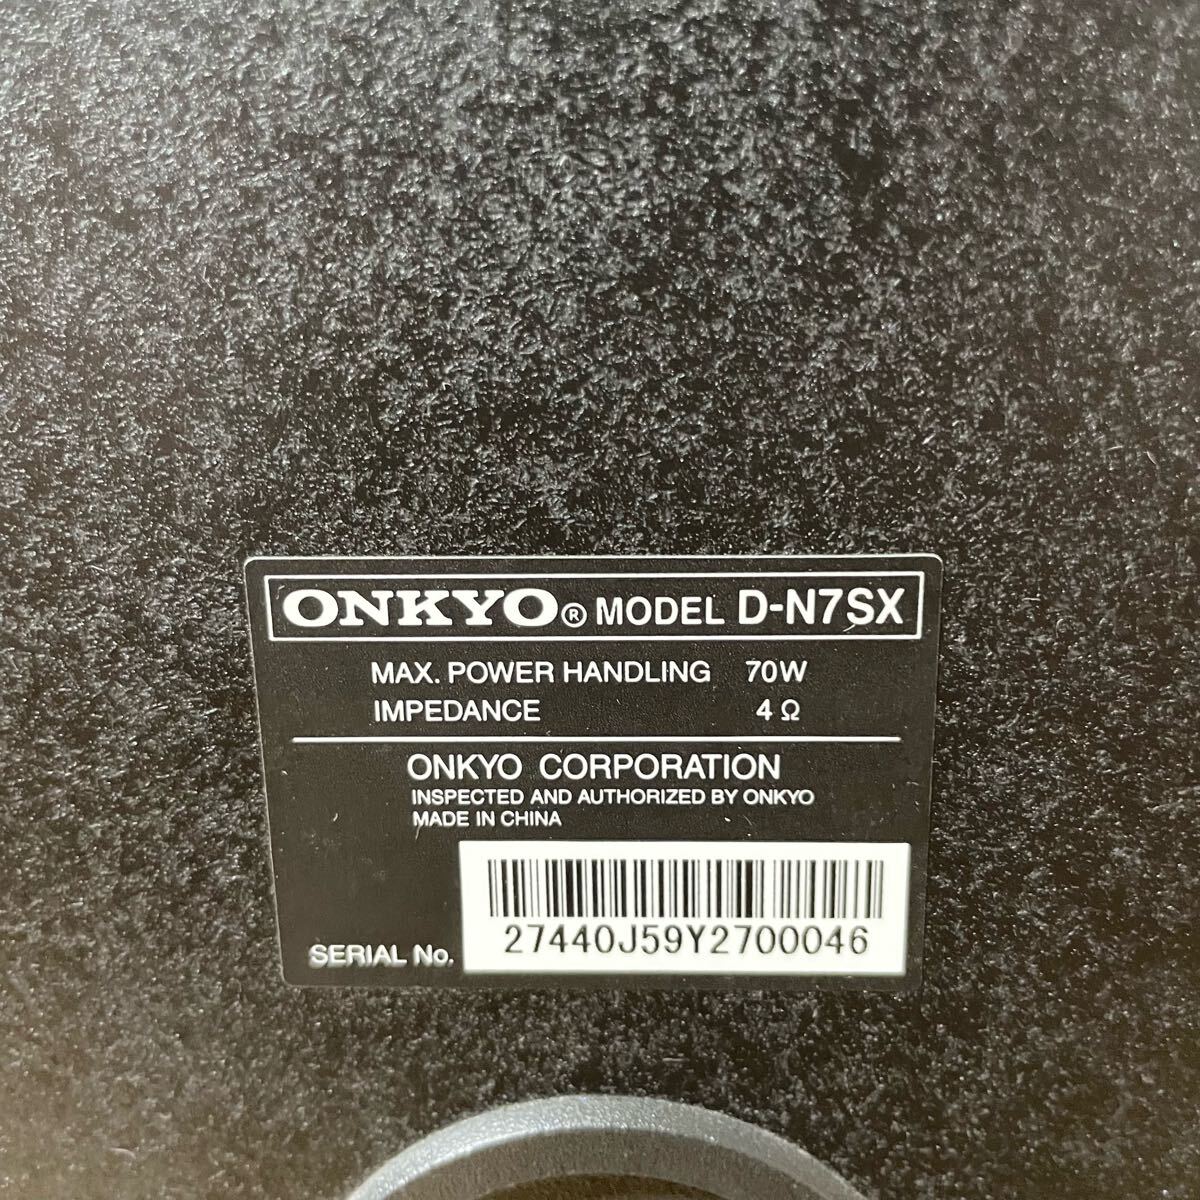 ONKYO® MODEL D-N7SX
MAX. POWER HANDLING 70W
IMPEDANCE 4 Ω
ONKYO CORPORATION
INSPECTED AND AUTHORIZED BY ONKYO
MADE IN CHINA
SERIAL No. 27440J59Y2700046